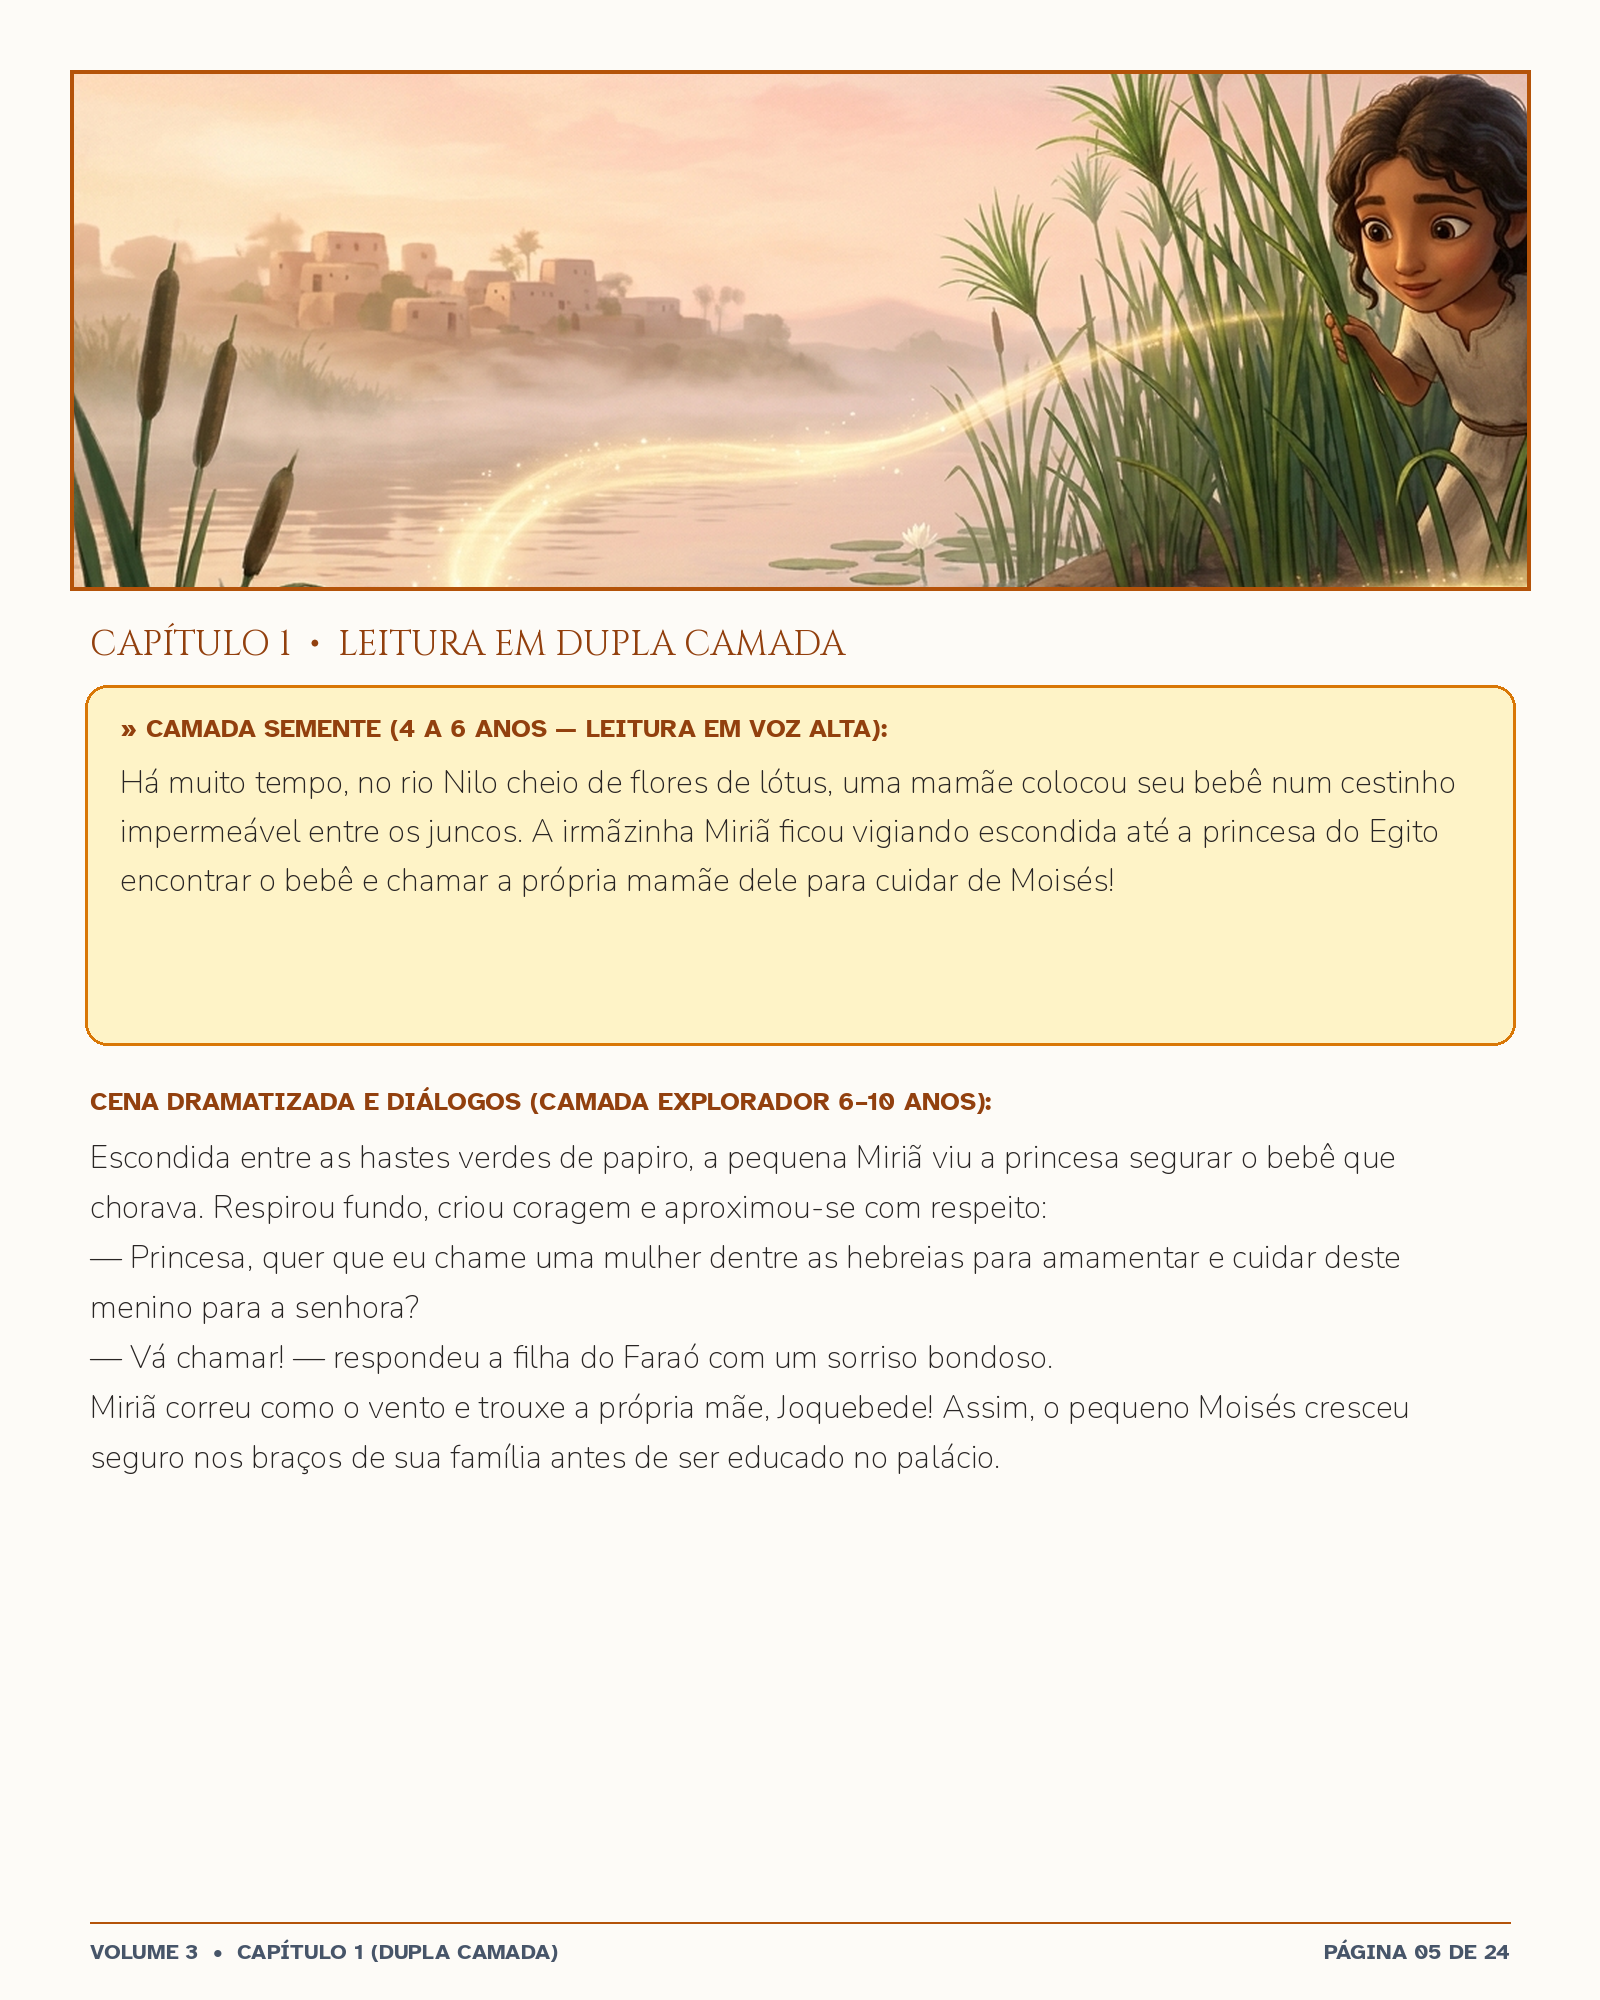 CAPÍTULO 1 • LEITURA EM DUPLA CAMADA
» CAMADA SEMENTE (4 A 6 ANOS — LEITURA EM VOZ ALTA):
Há muito tempo, no rio Nilo cheio de flores de lótus, uma mamãe colocou seu bebê num cestinho
impermeável entre os juncos. A irmãzinha Miriã ficou vigiando escondida até a princesa do Egito
encontrar o bebê e chamar a própria mamãe dele para cuidar de Moisés!
CENA DRAMATIZADA E DIÁLOGOS (CAMADA EXPLORADOR 6–10 ANOS):
Escondida entre as hastes verdes de papiro, a pequena Miriã viu a princesa segurar o bebê que
chorava. Respirou fundo, criou coragem e aproximou-se com respeito:
— Princesa, quer que eu chame uma mulher dentre as hebreias para amamentar e cuidar deste
menino para a senhora?
— Vá chamar! — respondeu a filha do Faraó com um sorriso bondoso.
Miriã correu como o vento e trouxe a própria mãe, Joquebede! Assim, o pequeno Moisés cresceu
seguro nos braços de sua família antes de ser educado no palácio.
VOLUME 3 • CAPÍTULO 1 (DUPLA CAMADA)
PÁGINA 05 DE 24